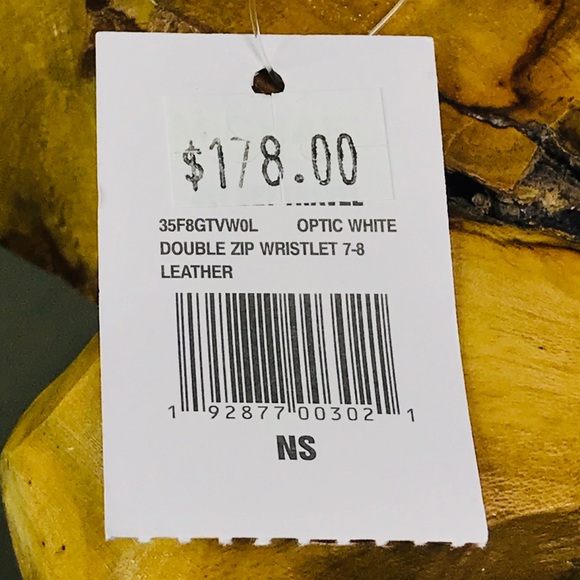 $178.00
35F8GTVW0L OPTIC WHITE
DOUBLE ZIP WRISTLET 7-8
LEATHER
1 92877 00302 1
NS